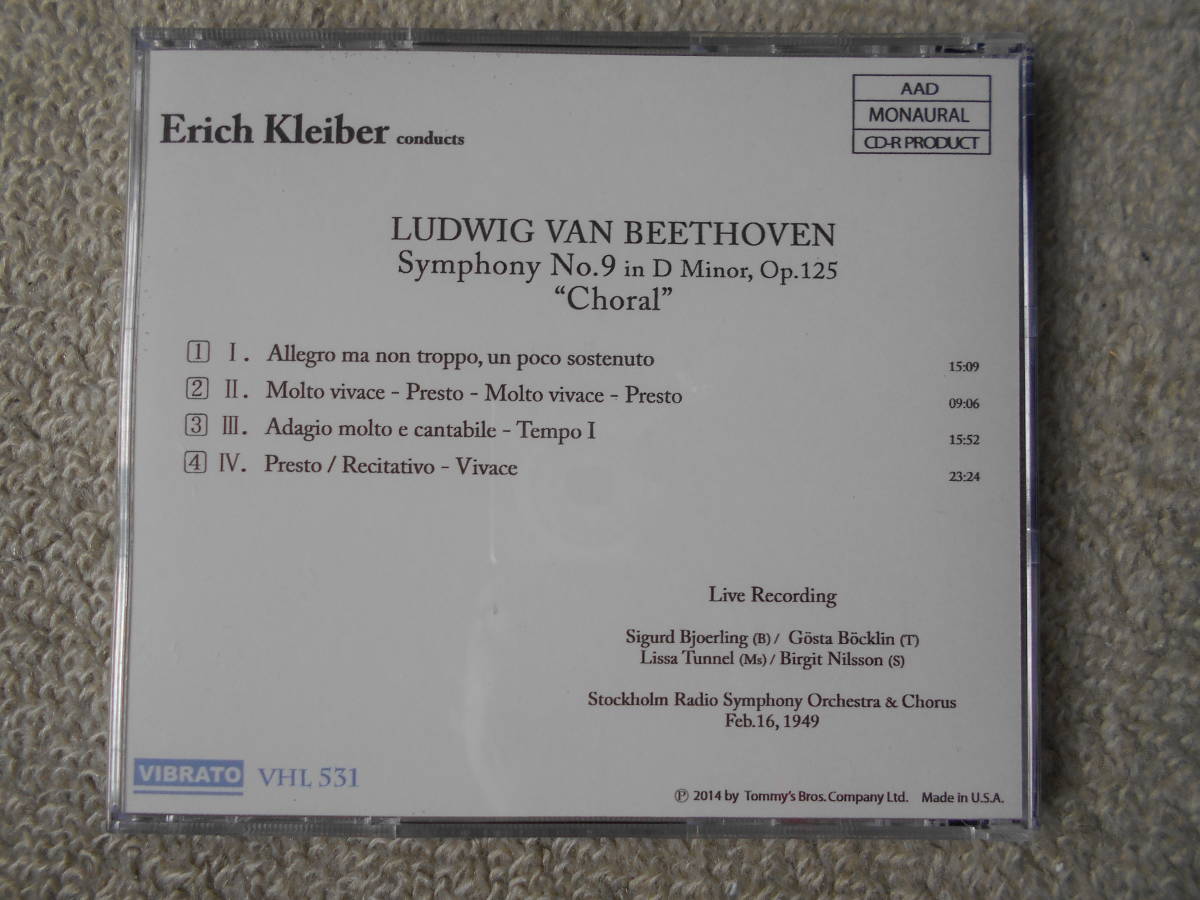 AAD
MONAURAL
CD-R PRODUCT
Erich Kleiber conducts
LUDWIG VAN BEETHOVEN
Symphony No.9 in D Minor, Op.125
“Choral”
1 I. Allegro ma non troppo, un poco sostenuto 15:09
2 II. Molto vivace - Presto - Molto vivace - Presto 09:06
3 III. Adagio molto e cantabile - Tempo I 15:52
4 IV. Presto / Recitativo - Vivace 23:24
Live Recording
Sigurd Bjoerling (B) / Gösta Böcklin (T)
Lissa Tunnel (Ms) / Birgit Nilsson (S)
Stockholm Radio Symphony Orchestra & Chorus
Feb.16, 1949
VIBRATO VHL 531
℗ 2014 by Tommy's Bros. Company Ltd. Made in U.S.A.